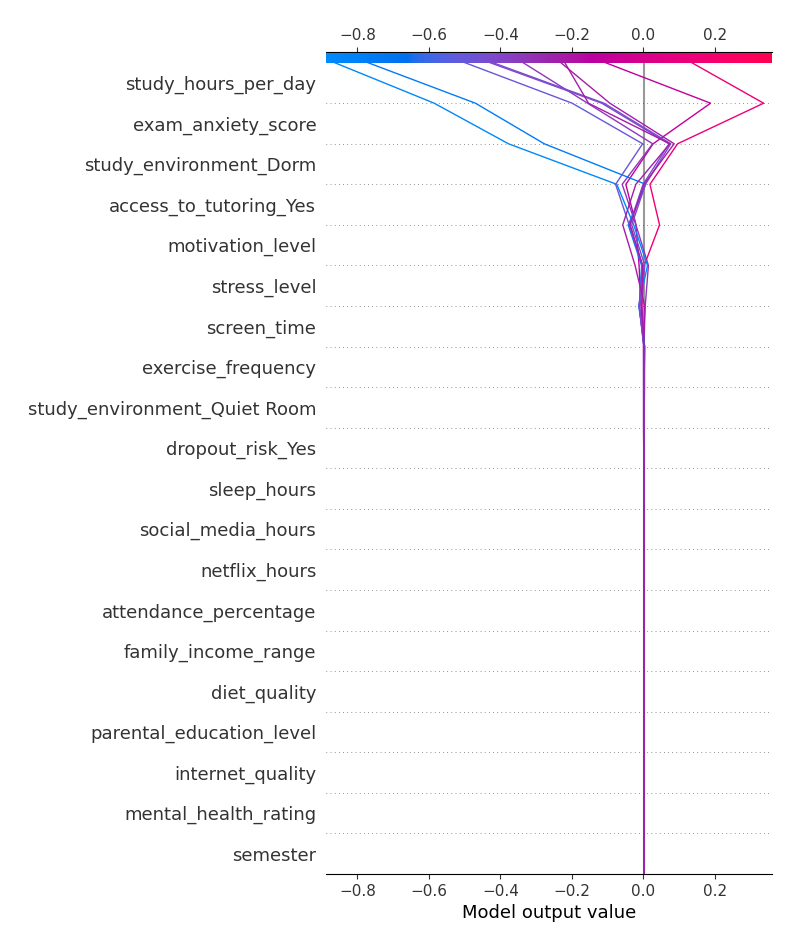 −0.8 −0.6 −0.4 −0.2 0.0 0.2
study_hours_per_day
exam_anxiety_score
study_environment_Dorm
access_to_tutoring_Yes
motivation_level
stress_level
screen_time
exercise_frequency
study_environment_Quiet Room
dropout_risk_Yes
sleep_hours
social_media_hours
netflix_hours
attendance_percentage
family_income_range
diet_quality
parental_education_level
internet_quality
mental_health_rating
semester
−0.8 −0.6 −0.4 −0.2 0.0 0.2
Model output value